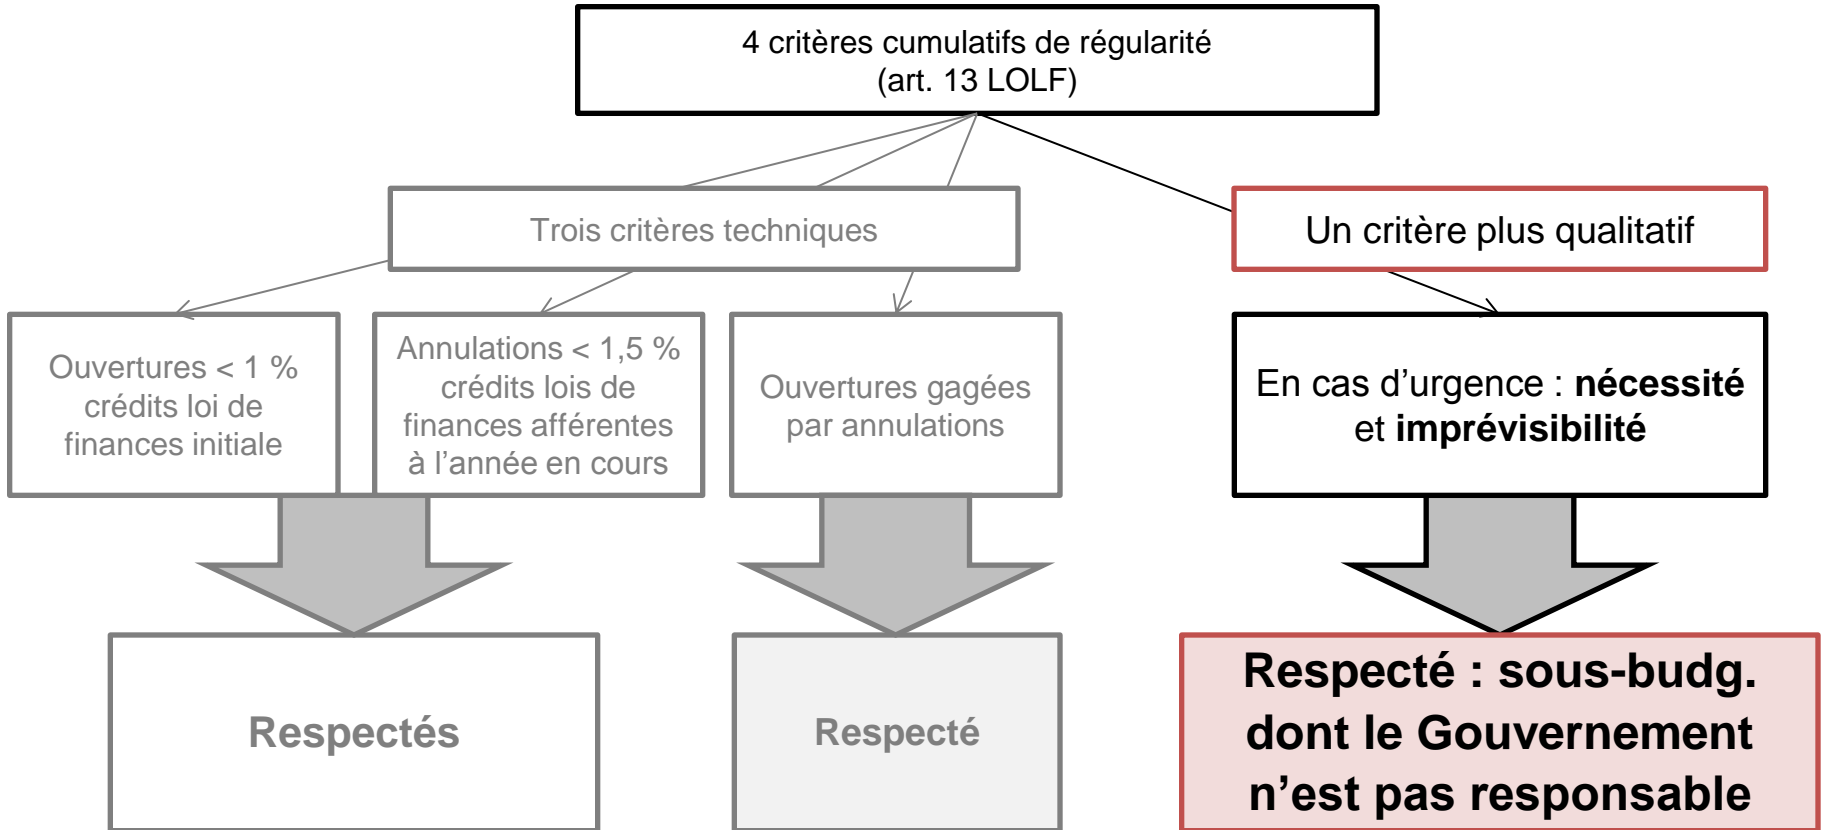 4 critères cumulatifs de régularité
(art. 13 LOLF)
Trois critères techniques
Un critère plus qualitatif
Ouvertures < 1 %
crédits loi de
finances initiale
Annulations < 1,5 %
crédits lois de
finances afférentes
à l’année en cours
Ouvertures gagées
par annulations
En cas d’urgence : nécessité
et imprévisibilité
Respectés
Respecté
Respecté : sous-budg.
dont le Gouvernement
n’est pas responsable